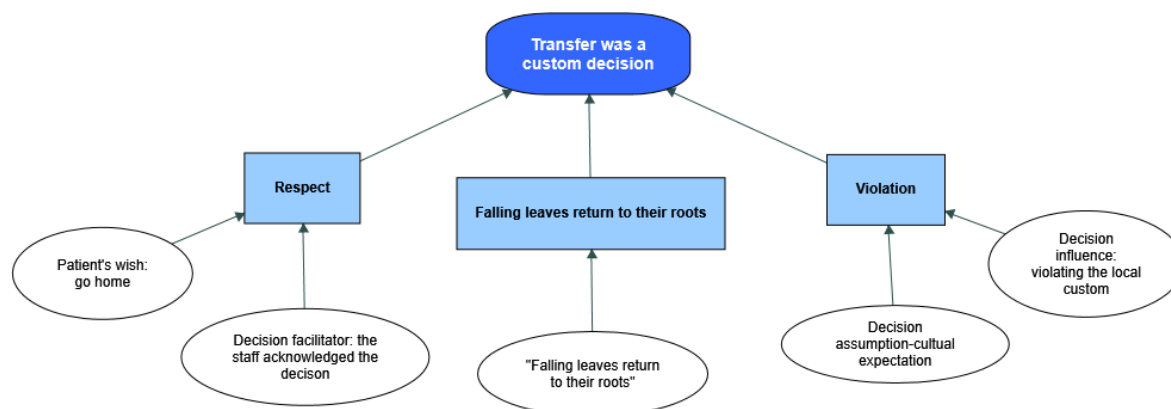 Transfer was a
custom decision
Respect
Falling leaves return to their roots
Violation
Patient's wish:
go home
Decision facilitator: the
staff acknowledged the
decison
"Falling leaves return
to their roots"
Decision
assumption-cultual
expectation
Decision
influence:
violating the local
custom